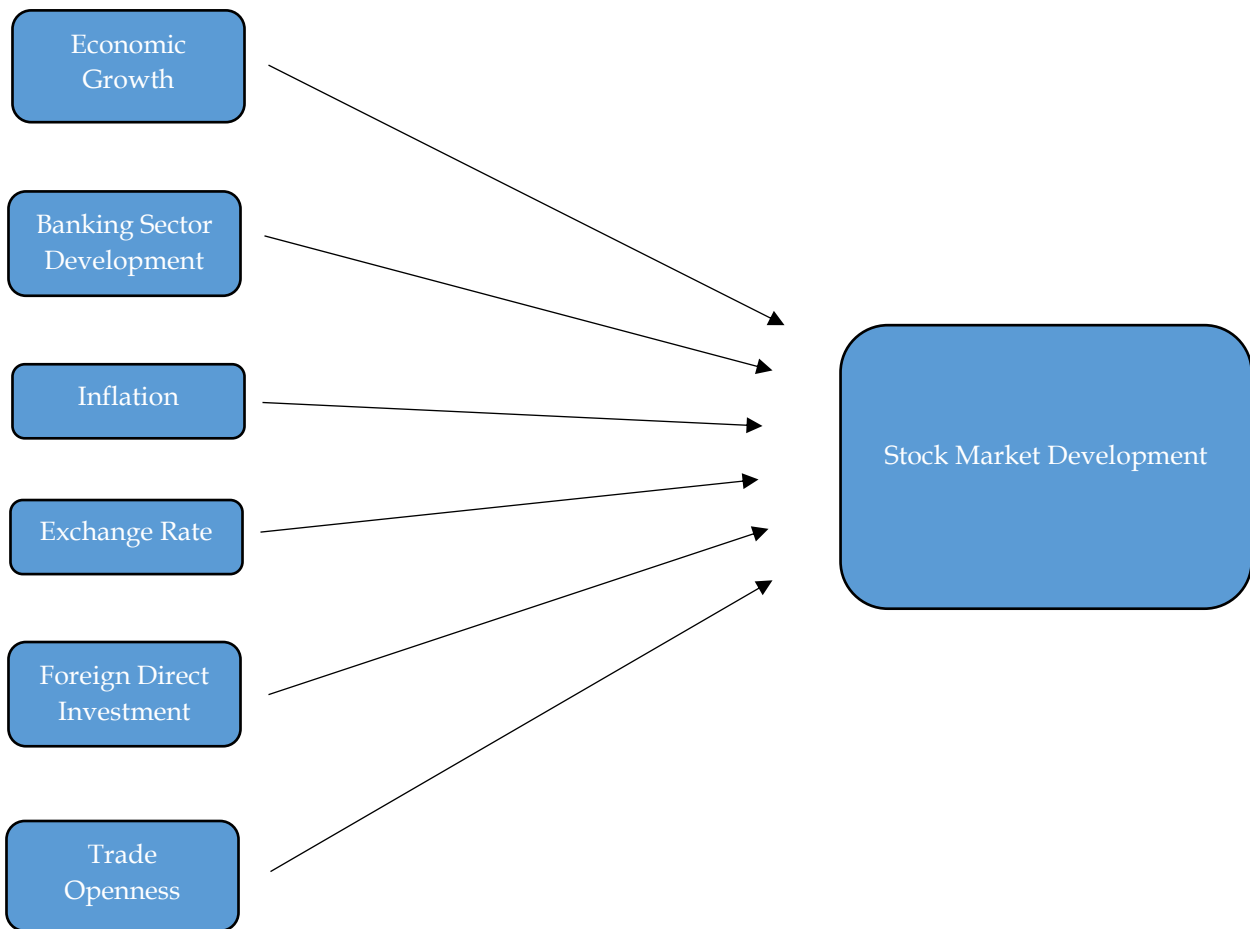 Economic
Growth
Banking Sector
Development
Inflation
Exchange Rate
Foreign Direct
Investment
Trade
Openness
Stock Market Development